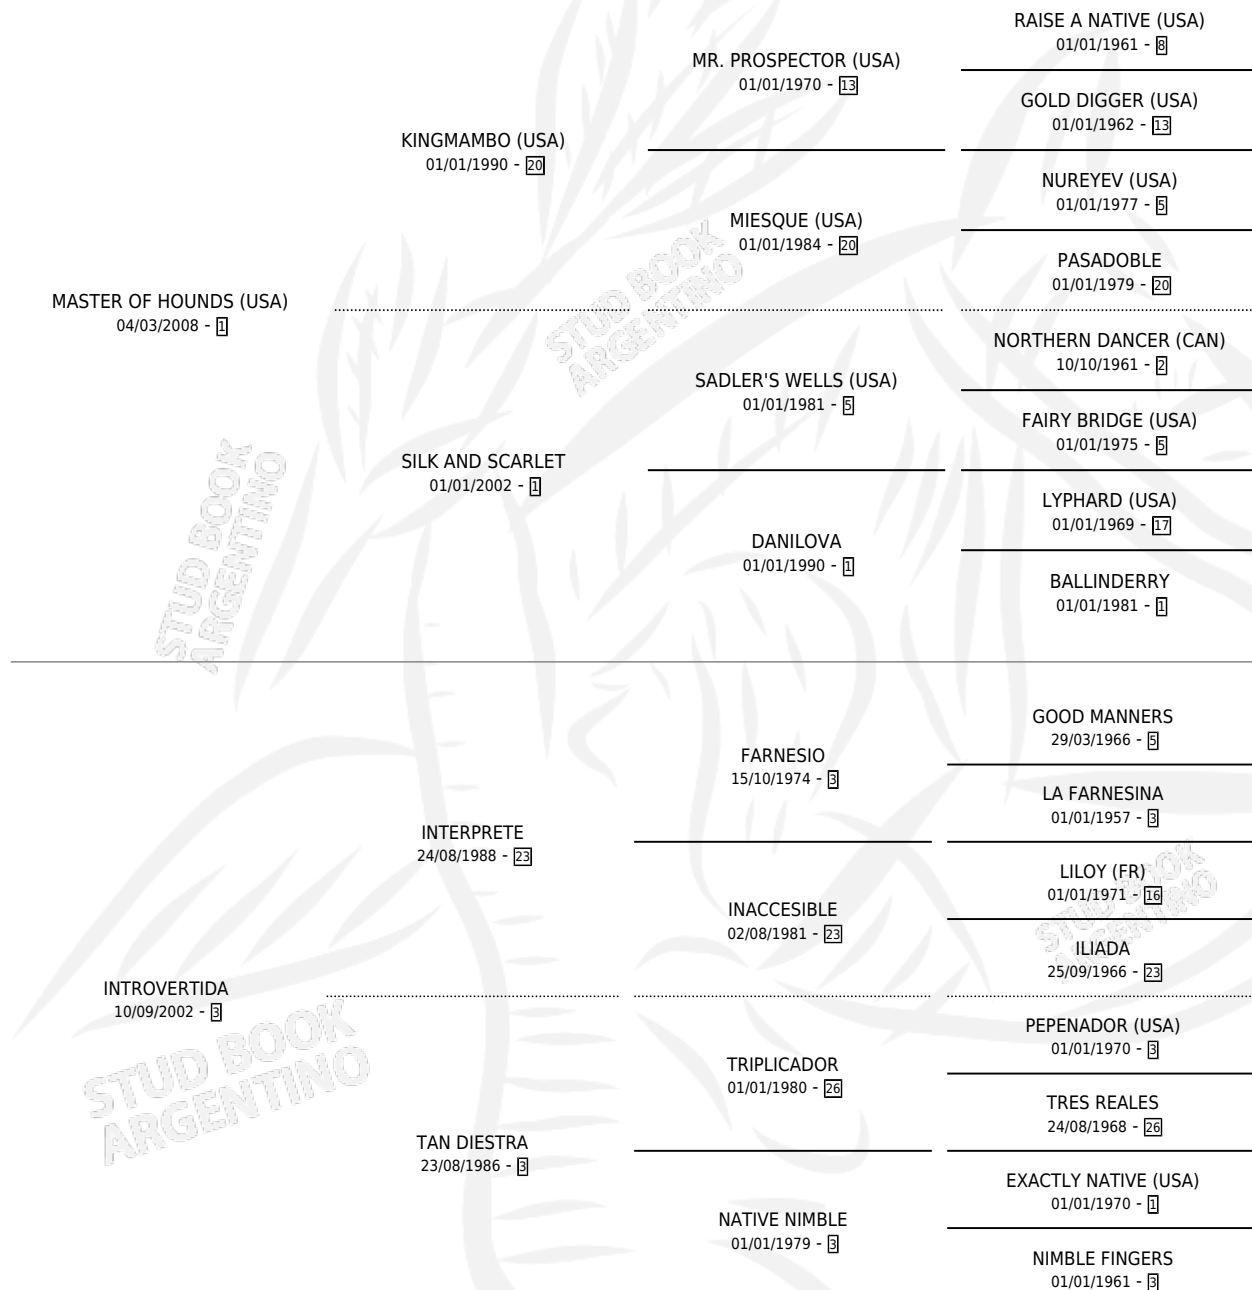 RAISE A NATIVE (USA)
01/01/1961 - 8
MR. PROSPECTOR (USA)
01/01/1970 - 13
GOLD DIGGER (USA)
01/01/1962 - 13
KINGMAMBO (USA)
01/01/1990 - 20
NUREYEV (USA)
01/01/1977 - 5
MIESQUE (USA)
01/01/1984 - 20
PASADOBLE
01/01/1979 - 20
MASTER OF HOUNDS (USA)
04/03/2008 - 1
NORTHERN DANCER (CAN)
10/10/1961 - 2
SADLER'S WELLS (USA)
01/01/1981 - 5
FAIRY BRIDGE (USA)
01/01/1975 - 5
SILK AND SCARLET
01/01/2002 - 1
LYPHARD (USA)
01/01/1969 - 17
DANILOVA
01/01/1990 - 1
BALLINDERRY
01/01/1981 - 1
GOOD MANNERS
29/03/1966 - 5
FARNESIO
15/10/1974 - 3
LA FARNESINA
01/01/1957 - 3
INTERPRETE
24/08/1988 - 23
LILOY (FR)
01/01/1971 - 16
INACCESIBLE
02/08/1981 - 23
ILIADA
25/09/1966 - 23
INTROVERTIDA
10/09/2002 - 3
PEPENADOR (USA)
01/01/1970 - 3
TRIPLICADOR
01/01/1980 - 26
TRES REALES
24/08/1968 - 26
TAN DIESTRA
23/08/1986 - 3
EXACTLY NATIVE (USA)
01/01/1970 - 1
NATIVE NIMBLE
01/01/1979 - 3
NIMBLE FINGERS
01/01/1961 - 3
STUD BOOK
ARGENTINO
STUD BOOK
ARGENTINO
STUD BOOK
ARGENTINO
STUD BOOK
ARGENTINO